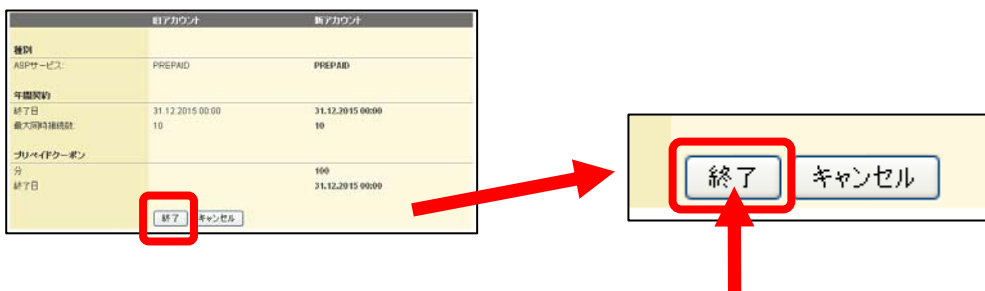 旧アカウント 新アカウント
種別
ASPサービス: PREPAID PREPAID
年間契約
終了日 31.12.2015 00:00 31.12.2015 00:00
最大同時接続数: 10 10
プリペイドクーポン
分 100
終了日 31.12.2015 00:00
終了 キャンセル
終了 キャンセル